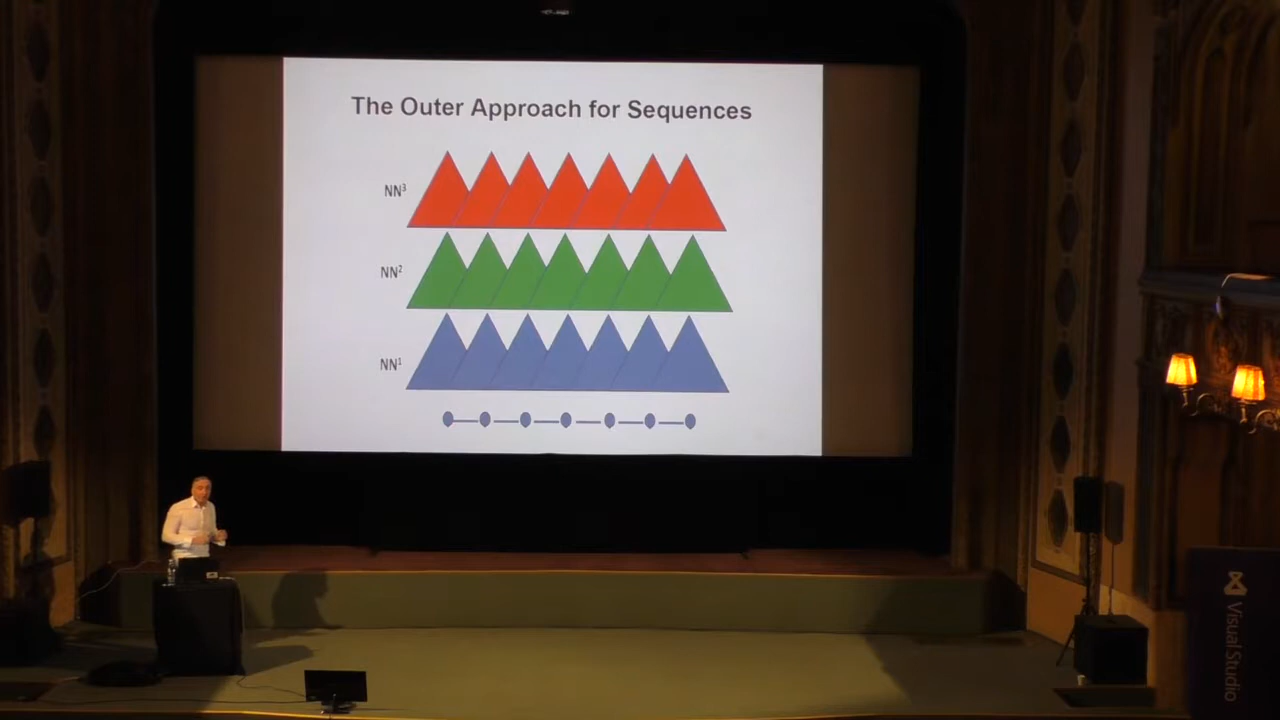 The Outer Approach for Sequences
NN³
NN²
NN¹
Visual Studio